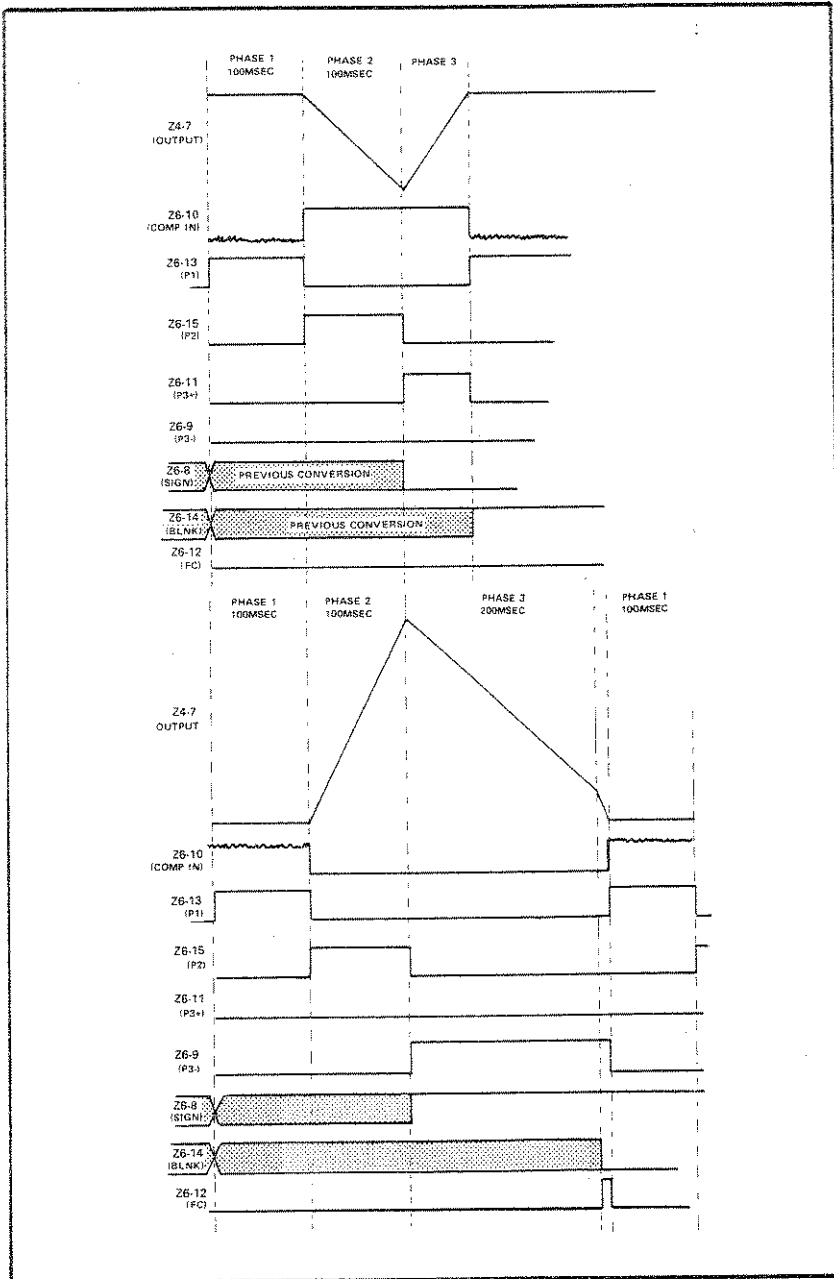 PHASE 1 PHASE 2 PHASE 3
100MSEC 100MSEC
Z4-7
(OUTPUT)
Z6-10
(COMP IN)
Z6-13
(P1)
Z6-15
(P2)
Z6-11
(P3+)
Z6-9
(P3-)
Z6-8
(SIGN)
PREVIOUS CONVERSION
Z6-14
(BLNK)
PREVIOUS CONVERSION
Z6-12
(FC)
PHASE 1 PHASE 2 PHASE 3 PHASE 1
100MSEC 100MSEC 200MSEC 100MSEC
Z4-7
OUTPUT
Z6-10
(COMP IN)
Z6-13
(P1)
Z6-15
(P2)
Z6-11
(P3+)
Z6-9
(P3-)
Z6-8
(SIGN)
Z6-14
(BLNK)
Z6-12
(FC)